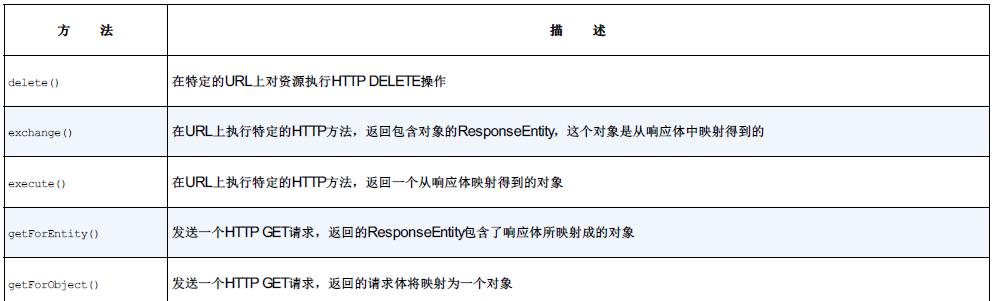 方 法 描 述
delete() 在特定的URL上对资源执行HTTP DELETE操作
exchange() 在URL上执行特定的HTTP方法，返回包含对象的ResponseEntity，这个对象是从响应体中映射得到的
execute() 在URL上执行特定的HTTP方法，返回一个从响应体映射得到的对象
getForEntity() 发送一个HTTP GET请求，返回的ResponseEntity包含了响应体所映射成的对象
getForObject() 发送一个HTTP GET请求，返回的请求体将映射为一个对象